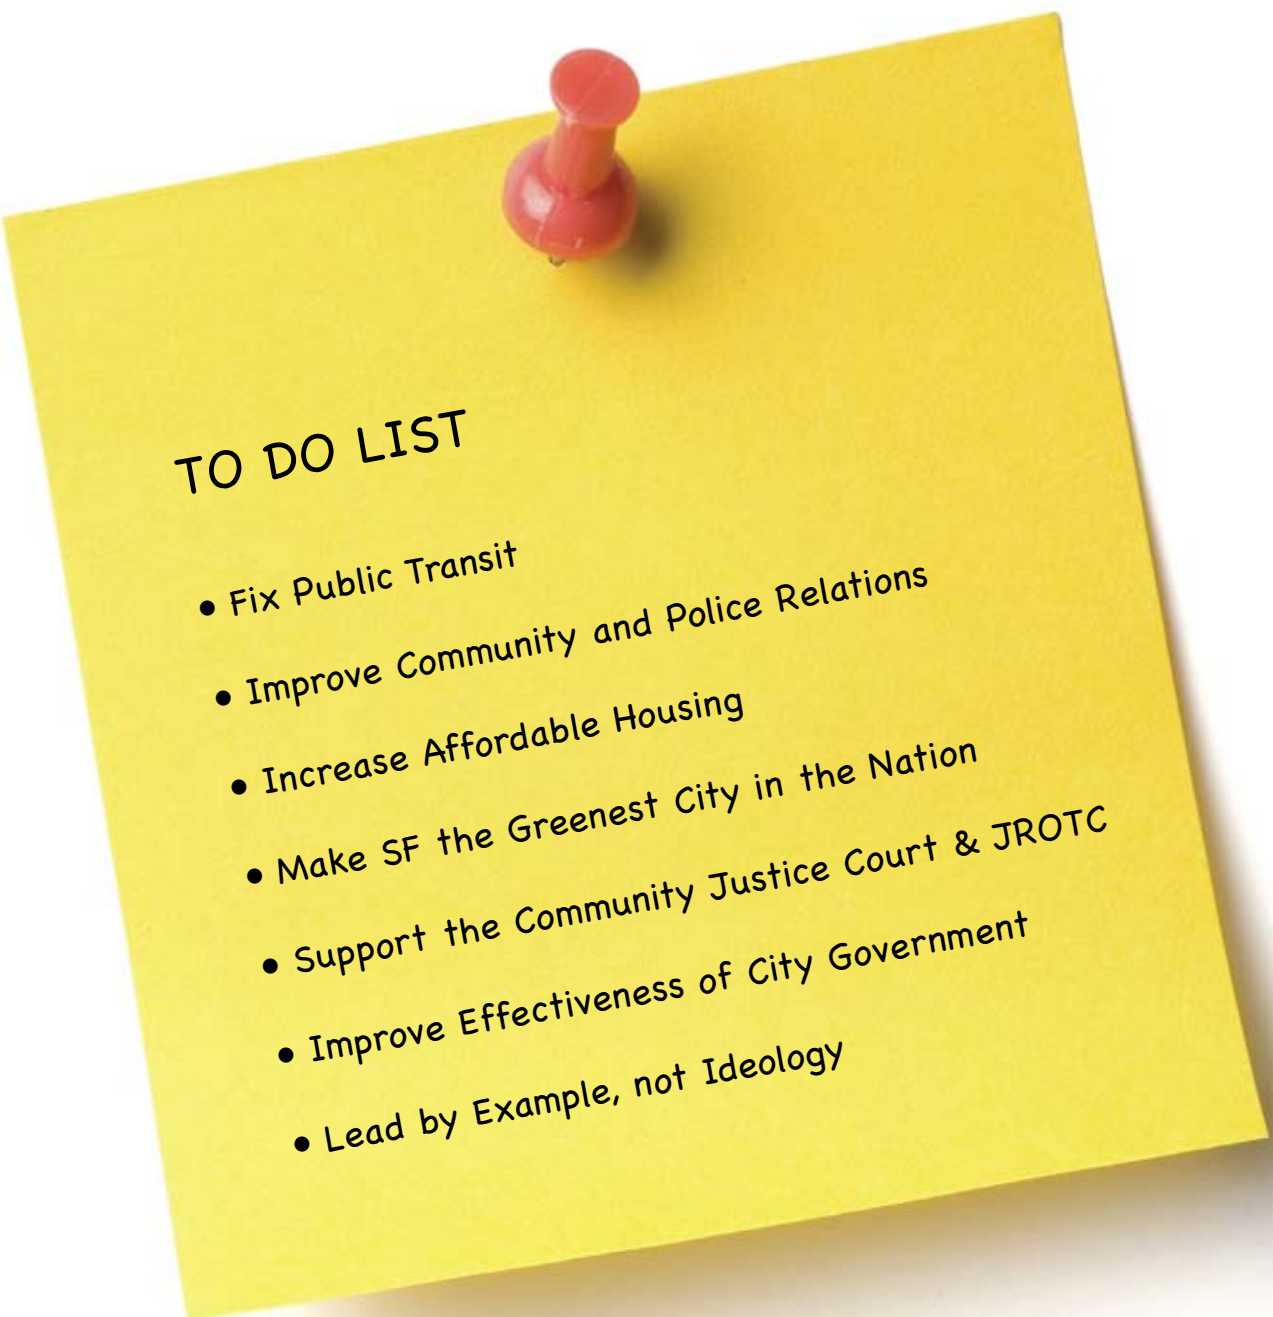 TO DO LIST
• Fix Public Transit
• Improve Community and Police Relations
• Increase Affordable Housing
• Make SF the Greenest City in the Nation
• Support the Community Justice Court & JROTC
• Improve Effectiveness of City Government
• Lead by Example, not Ideology